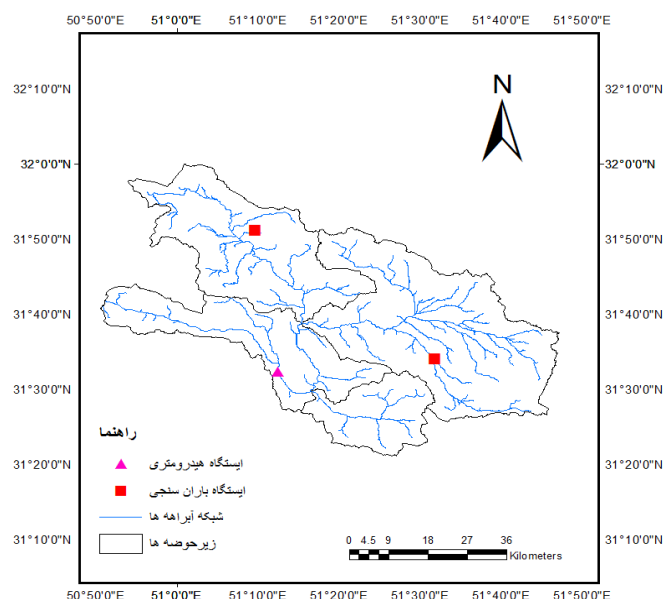 50°50'0"E 51°0'0"E 51°10'0"E 51°20'0"E 51°30'0"E 51°40'0"E 51°50'0"E
N
32°10'0"N 32°10'0"N
32°0'0"N 32°0'0"N
31°50'0"N 31°50'0"N
31°40'0"N 31°40'0"N
31°30'0"N 31°30'0"N
31°20'0"N 31°20'0"N
31°10'0"N 31°10'0"N
راهنما
ایستگاه هیدرومتری
ایستگاه باران سنجی
شبکه آبراهه ها
زیرحوضه ها
0 4.5 9 18 27 36
Kilometers
50°50'0"E 51°0'0"E 51°10'0"E 51°20'0"E 51°30'0"E 51°40'0"E 51°50'0"E